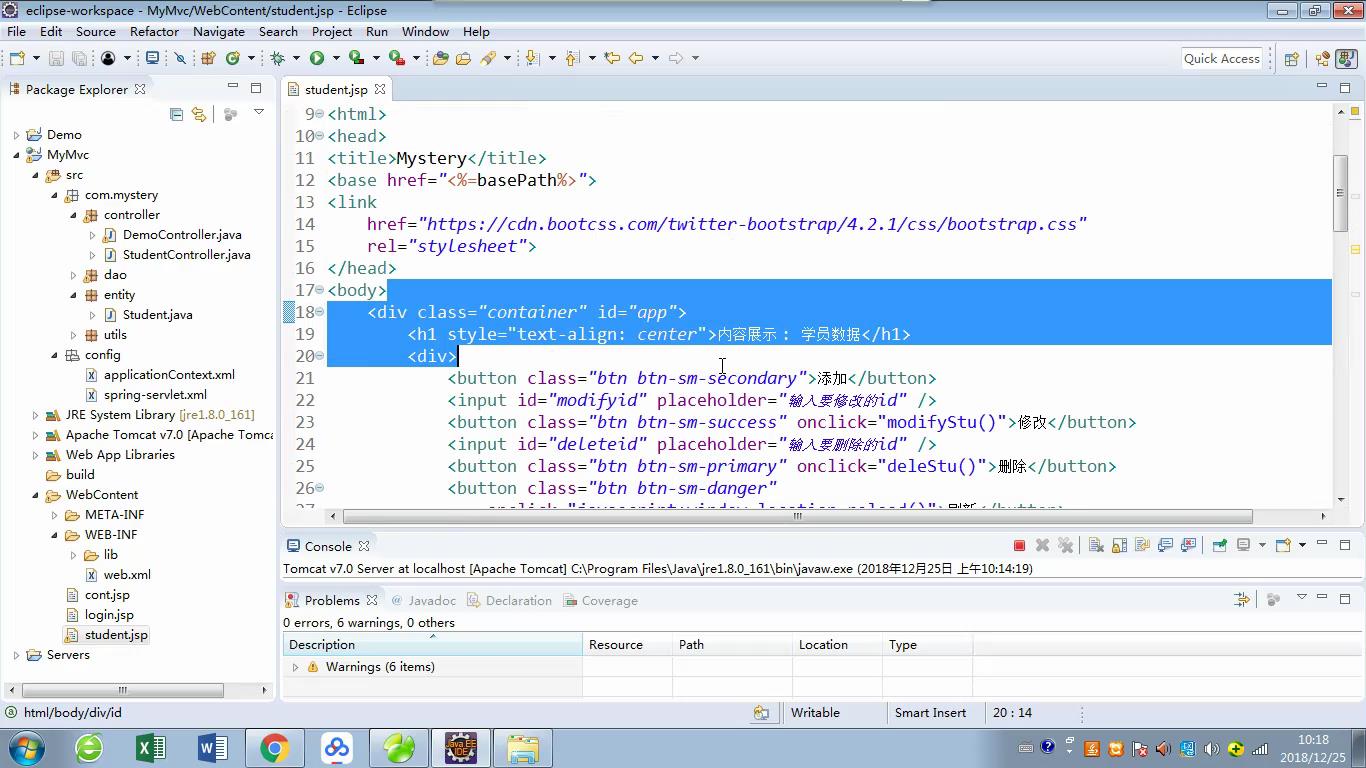 eclipse-workspace - MyMvc/WebContent/student.jsp - Eclipse
File Edit Source Refactor Navigate Search Project Run Window Help
Quick Access
Package Explorer
Demo
MyMvc
src
com.mystery
controller
DemoController.java
StudentController.java
dao
entity
Student.java
utils
config
applicationContext.xml
spring-servlet.xml
JRE System Library [jre1.8.0_161]
Apache Tomcat v7.0 [Apache Tomca
Web App Libraries
build
WebContent
META-INF
WEB-INF
lib
web.xml
cont.jsp
login.jsp
student.jsp
Servers
student.jsp
9 <html>
10 <head>
11 <title>Mystery</title>
12 <base href="<%=basePath%>">
13 <link
14 href="https://cdn.bootcss.com/twitter-bootstrap/4.2.1/css/bootstrap.css"
15 rel="stylesheet">
16 </head>
17 <body>
18 <div class="container" id="app">
19 <h1 style="text-align: center">内容展示： 学员数据</h1>
20 <div>
21 <button class="btn btn-sm-secondary">添加</button>
22 <input id="modifyid" placeholder="输入要修改的id" />
23 <button class="btn btn-sm-success" onclick="modifyStu()">修改</button>
24 <input id="deleteid" placeholder="输入要删除的id" />
25 <button class="btn btn-sm-primary" onclick="deleStu()">删除</button>
26 <button class="btn btn-sm-danger"
27 onclick="javascript:window.location.reload()">刷新</button>
Console
Tomcat v7.0 Server at localhost [Apache Tomcat] C:\Program Files\Java\jre1.8.0_161\bin\javaw.exe (2018年12月25日 上午10:14:19)
Problems Javadoc Declaration Coverage
0 errors, 6 warnings, 0 others
Description Resource Path Location Type
Warnings (6 items)
html/body/div/id Writable Smart Insert 20 : 14
Java EE
IDE
10:18
2018/12/25